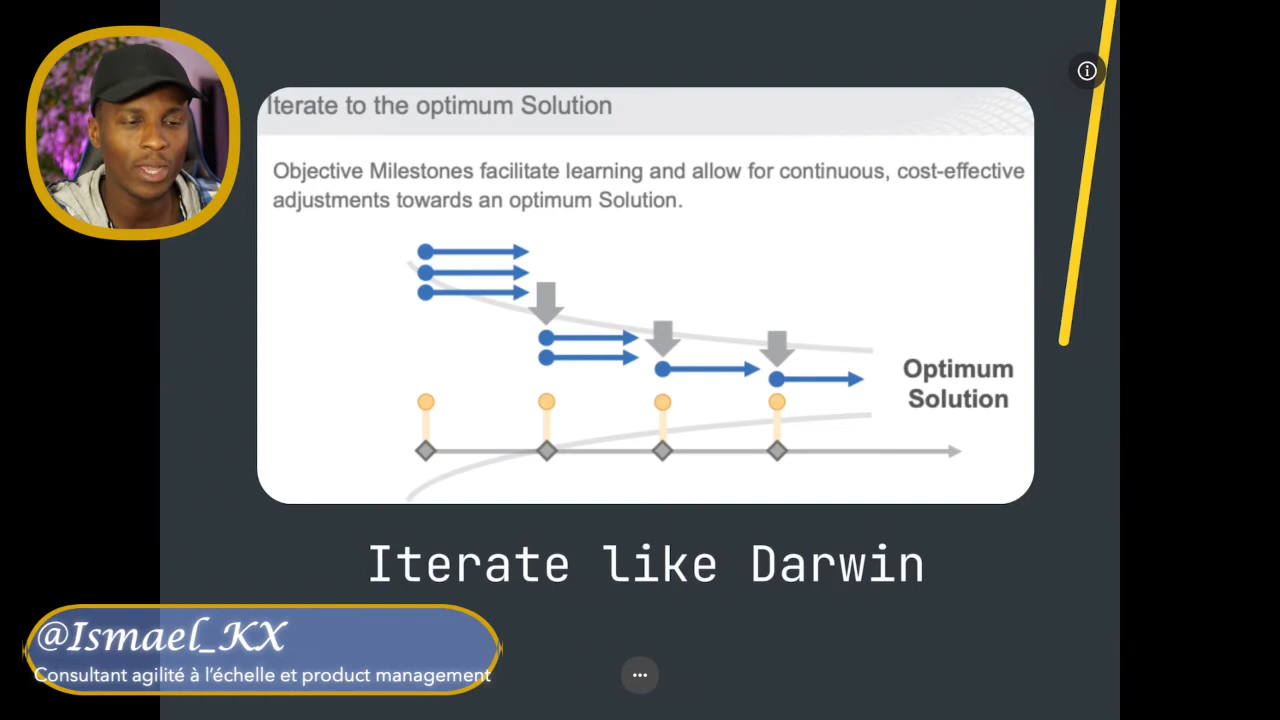 Iterate to the optimum Solution
Objective Milestones facilitate learning and allow for continuous, cost-effective
adjustments towards an optimum Solution.
Optimum
Solution
Iterate like Darwin
@Ismael_KX
Consultant agilité à l’échelle et product management